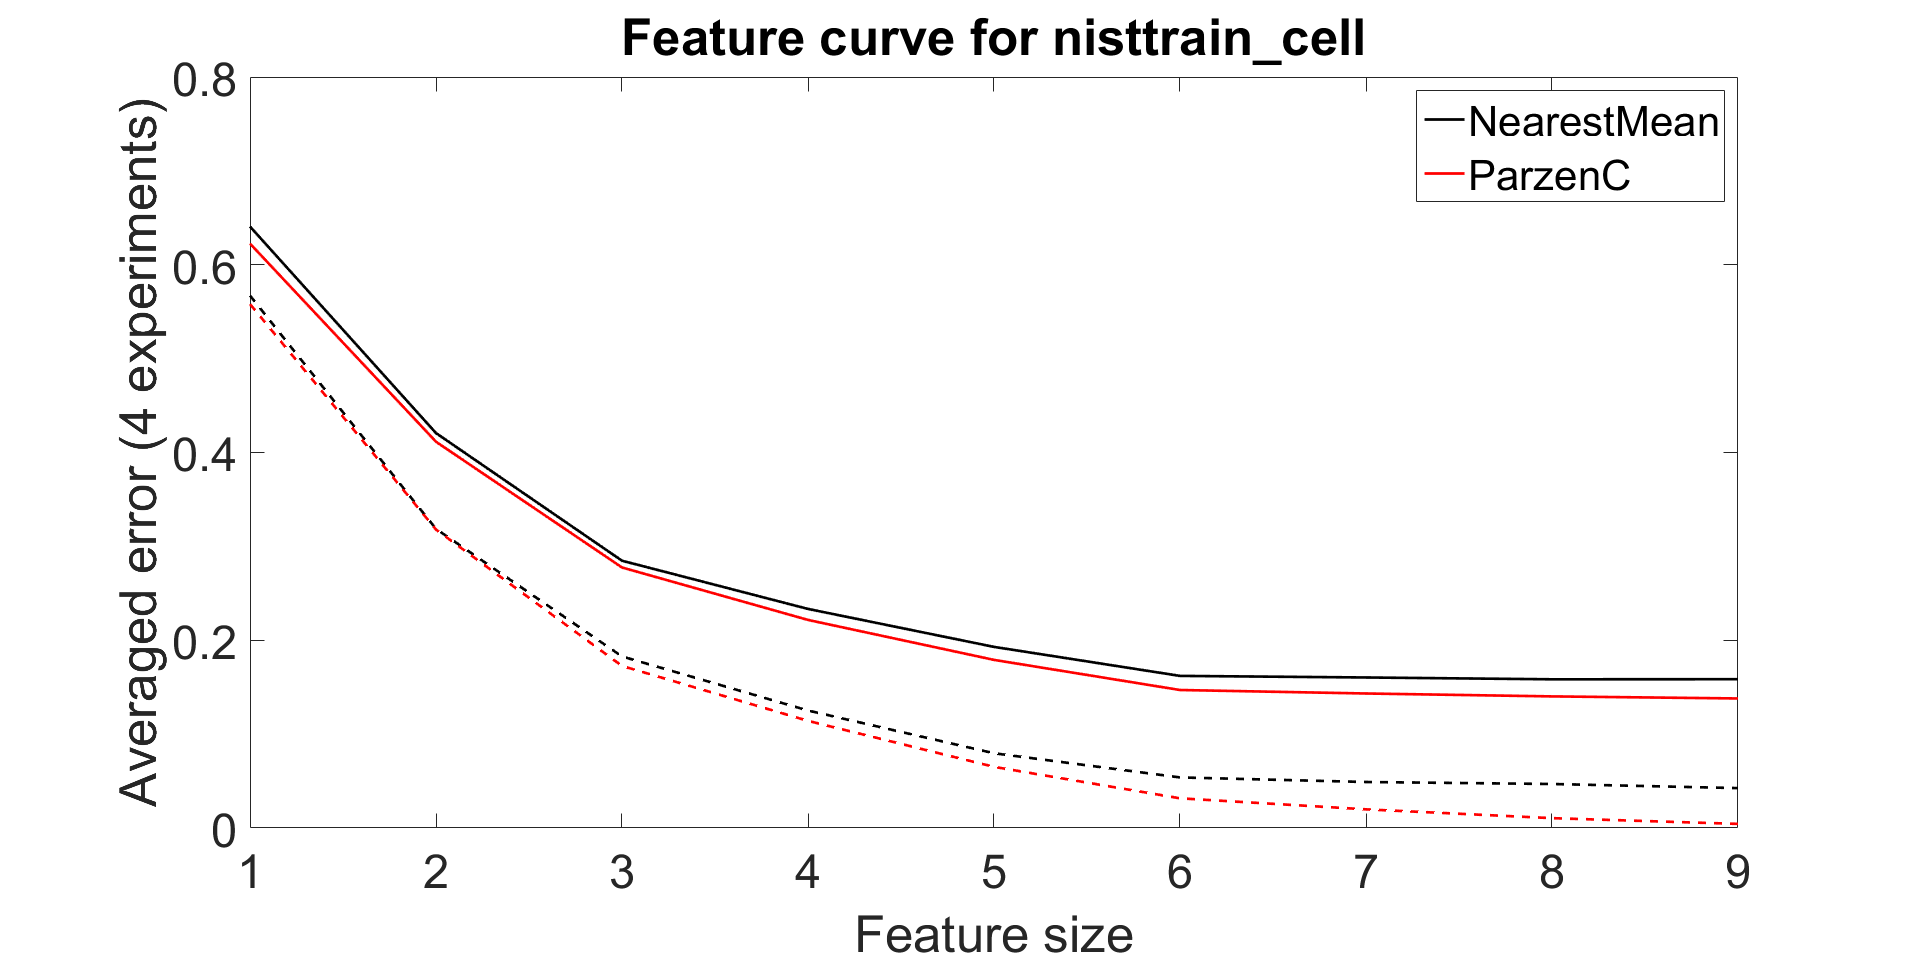 Feature curve for nisttrain_cell
Averaged error (4 experiments)
0.8
0.6
0.4
0.2
0
NearestMean
ParzenC
1 2 3 4 5 6 7 8 9
Feature size